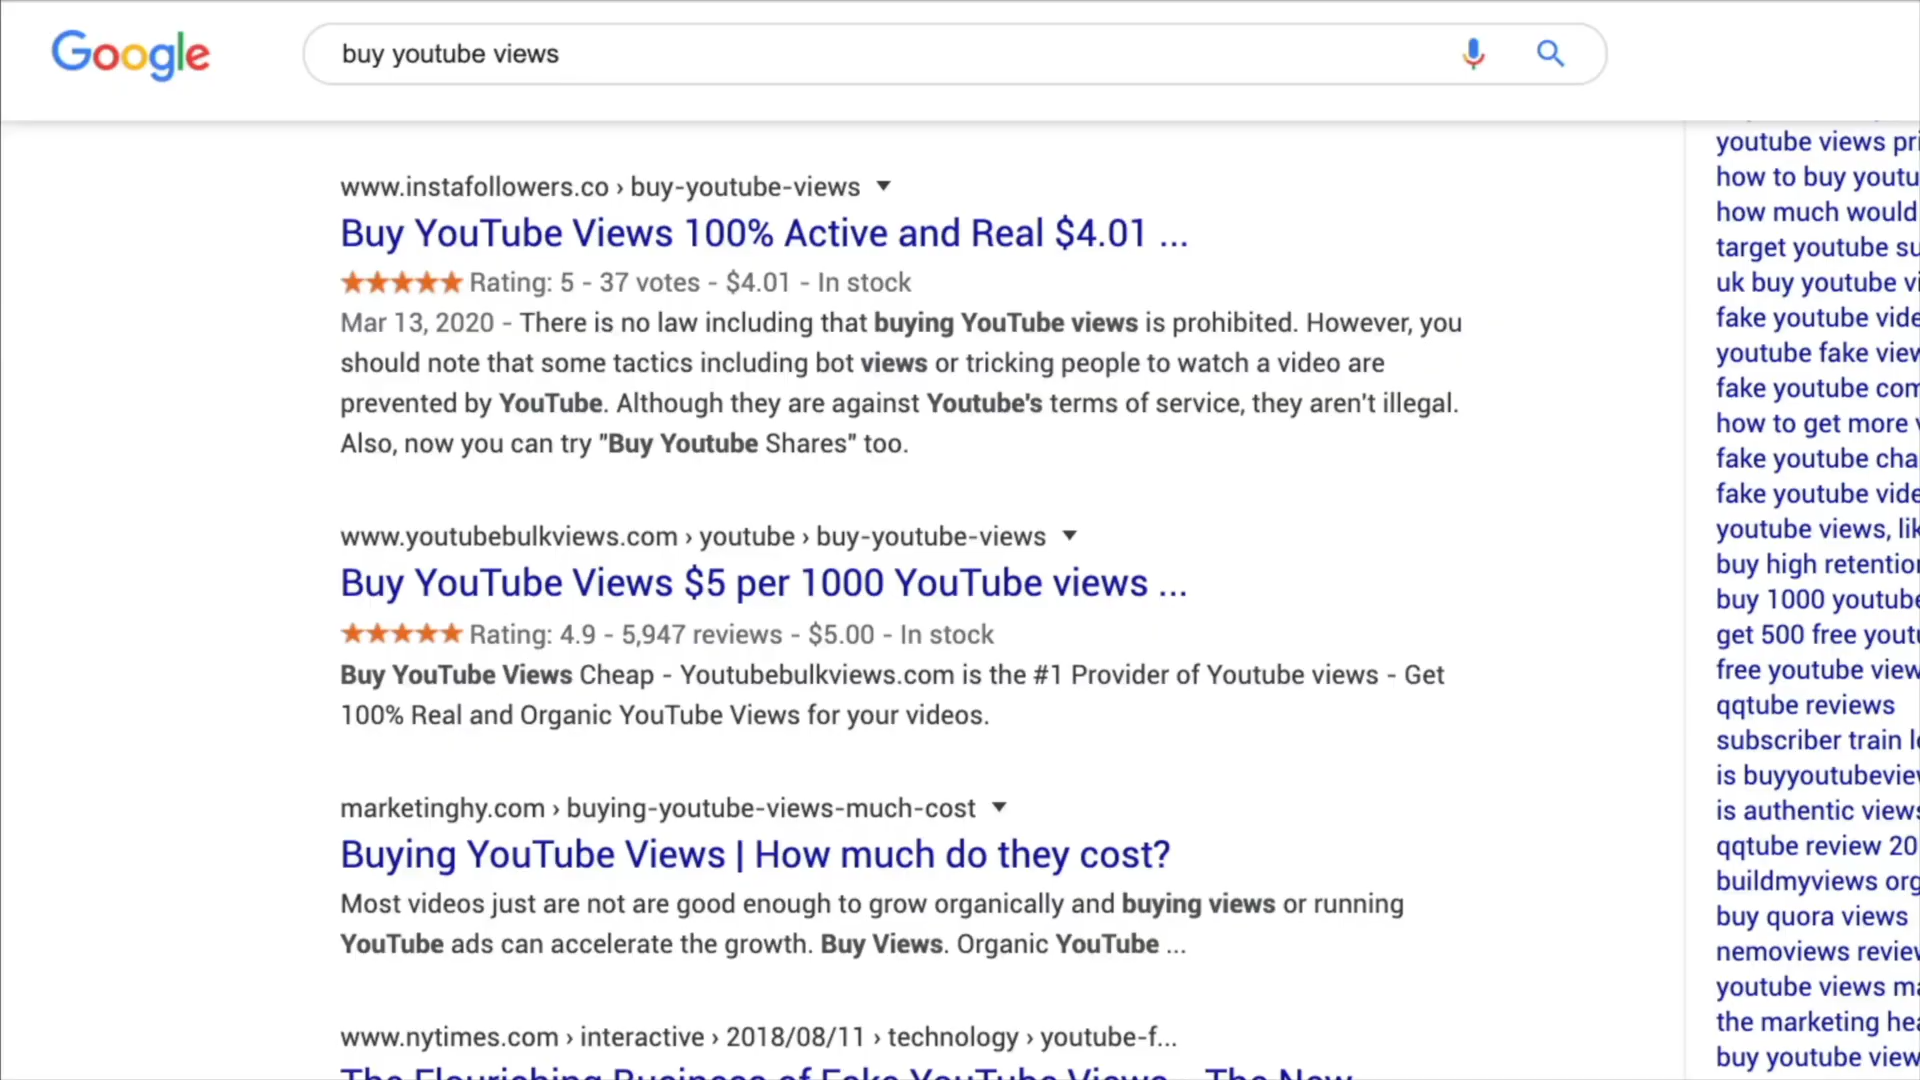 Google
buy youtube views
www.instafollowers.co › buy-youtube-views
Buy YouTube Views 100% Active and Real $4.01 ...
Rating: 5 - 37 votes - $4.01 - In stock
Mar 13, 2020 - There is no law including that buying YouTube views is prohibited. However, you
should note that some tactics including bot views or tricking people to watch a video are
prevented by YouTube. Although they are against Youtube's terms of service, they aren't illegal.
Also, now you can try "Buy Youtube Shares" too.
www.youtubebulkviews.com › youtube › buy-youtube-views
Buy YouTube Views $5 per 1000 YouTube views ...
Rating: 4.9 - 5,947 reviews - $5.00 - In stock
Buy YouTube Views Cheap - Youtubebulkviews.com is the #1 Provider of Youtube views - Get
100% Real and Organic YouTube Views for your videos.
marketinghy.com › buying-youtube-views-much-cost
Buying YouTube Views | How much do they cost?
Most videos just are not are good enough to grow organically and buying views or running
YouTube ads can accelerate the growth. Buy Views. Organic YouTube ...
www.nytimes.com › interactive › 2018/08/11 › technology › youtube-f...
The Flourishing Business of Fake YouTube Views - The New
youtube views
how to buy
how much would
target youtube
uk buy youtube
fake youtube
youtube fake
fake youtube
how to get more
fake youtube
fake youtube
youtube views,
buy high
buy 1000
get 500 free
free youtube
qqtube reviews
subscriber train
is
is authentic
qqtube review
buildmyviews
buy quora views
nemoviews
youtube views
the marketing
buy youtube